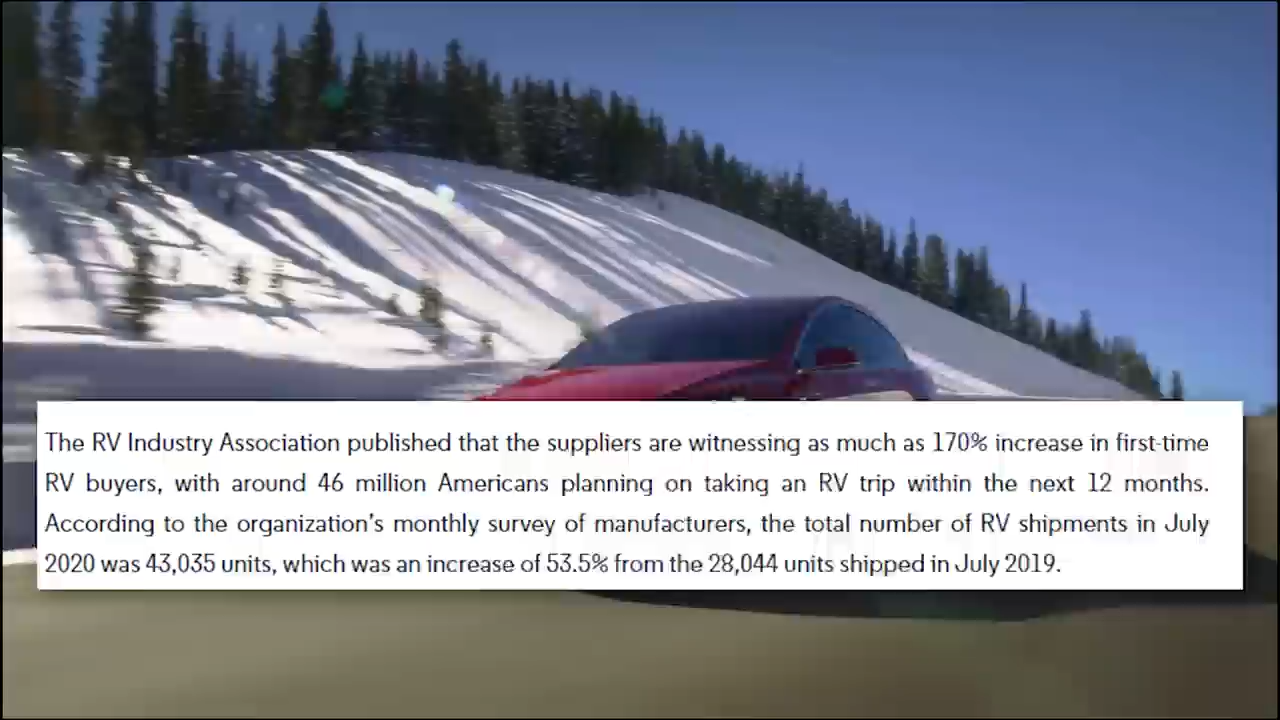 The RV Industry Association published that the suppliers are witnessing as much as 170% increase in first-time
RV buyers, with around 46 million Americans planning on taking an RV trip within the next 12 months.
According to the organization's monthly survey of manufacturers, the total number of RV shipments in July
2020 was 43,035 units, which was an increase of 53.5% from the 28,044 units shipped in July 2019.